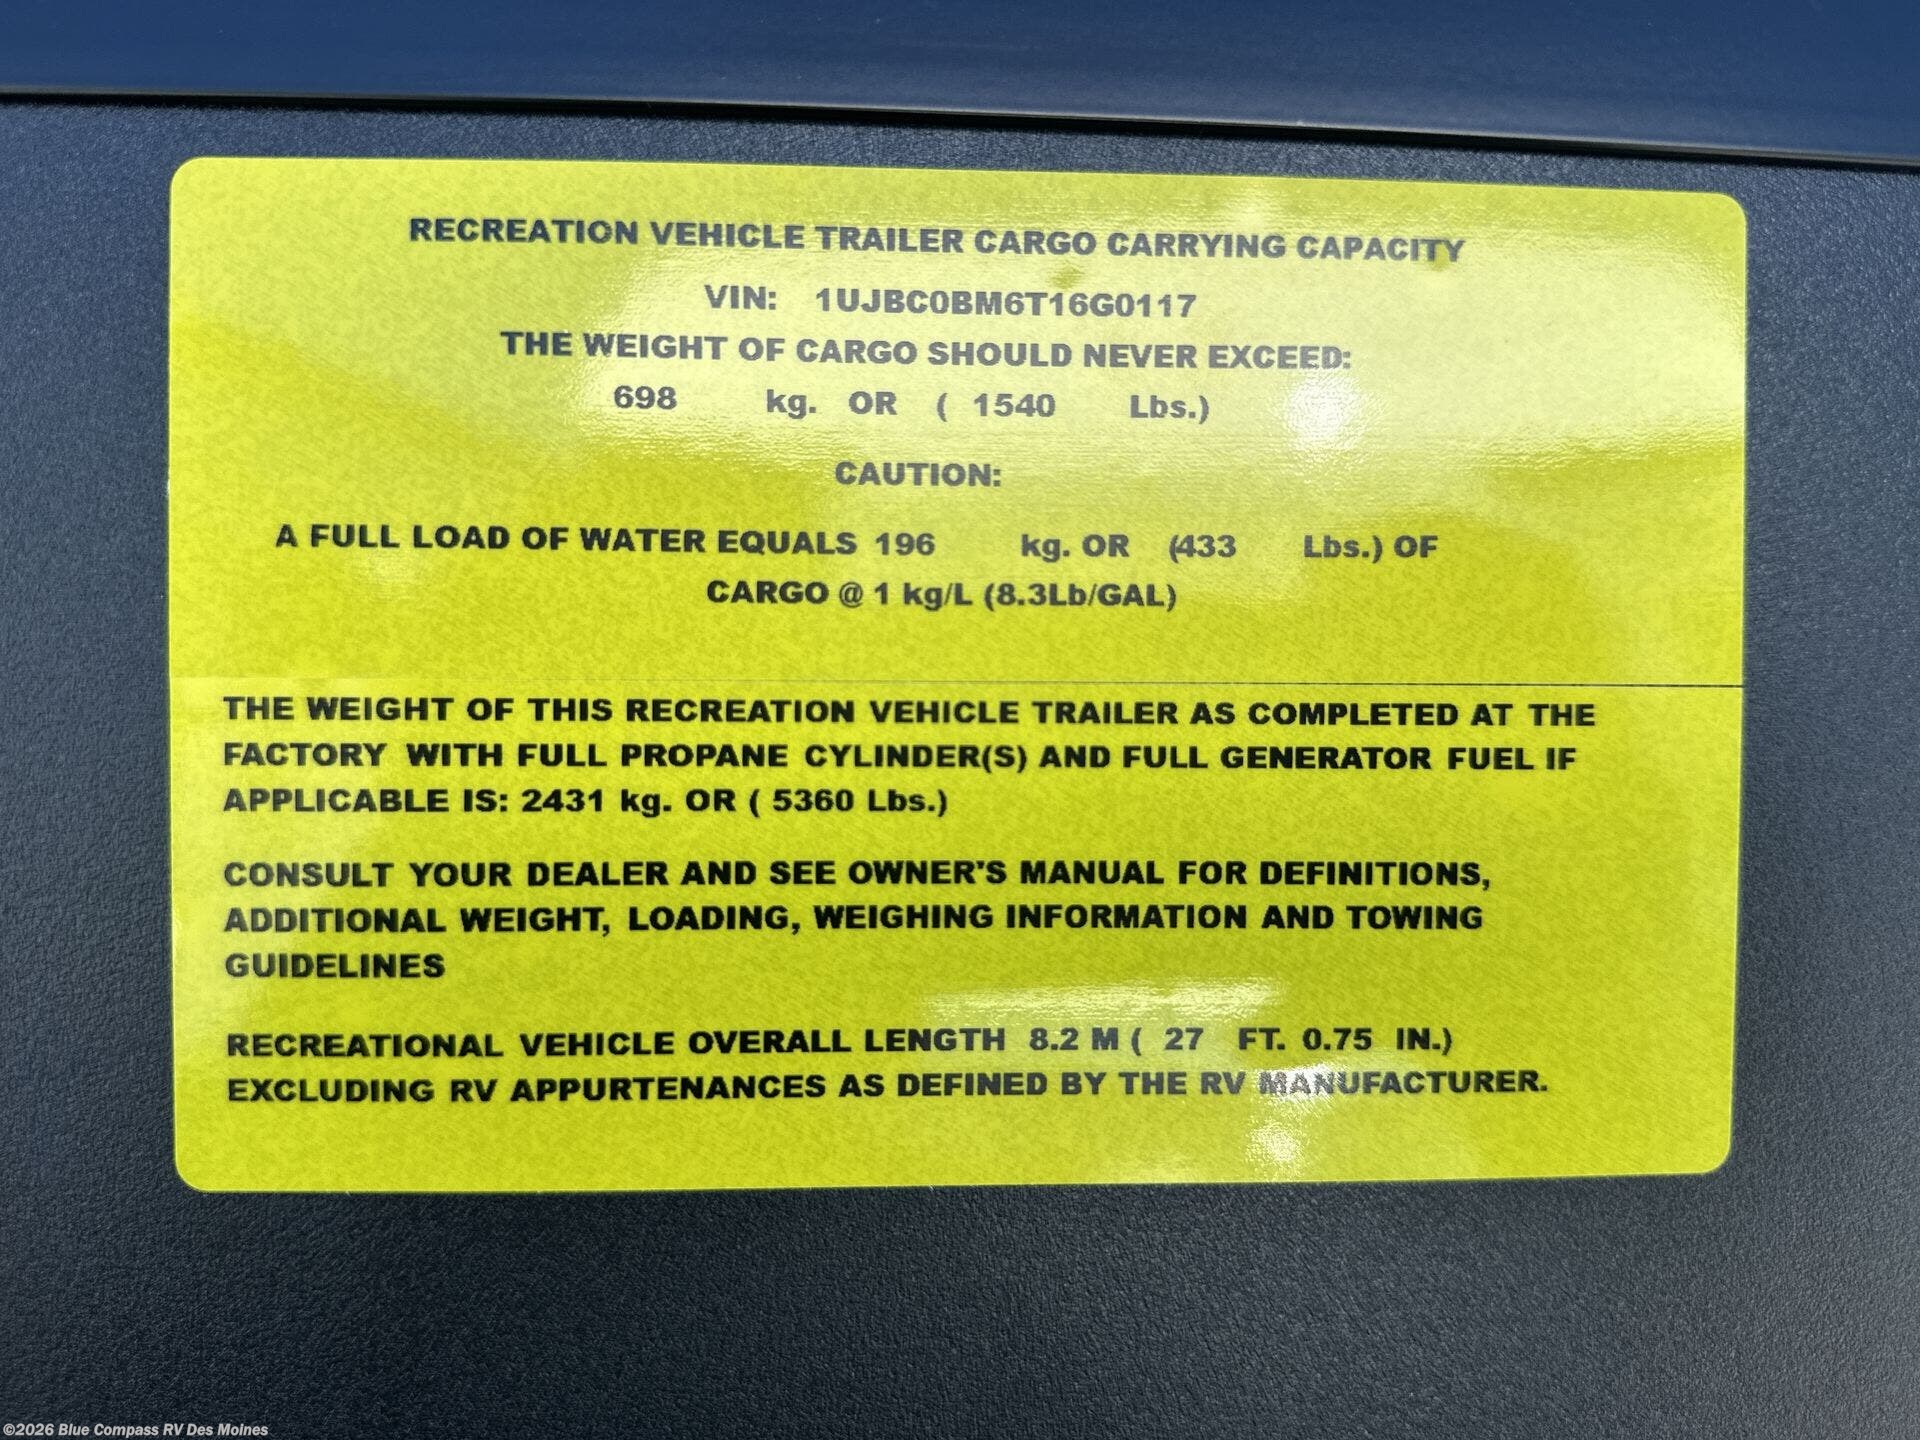 RECREATION VEHICLE TRAILER CARGO CARRYING CAPACITY
VIN: 1UJBC0BM6T16G0117
THE WEIGHT OF CARGO SHOULD NEVER EXCEED:
698 kg. OR ( 1540 Lbs.)
CAUTION:
A FULL LOAD OF WATER EQUALS 196 kg. OR (433 Lbs.) OF
CARGO @ 1 kg/L (8.3Lb/GAL)
THE WEIGHT OF THIS RECREATION VEHICLE TRAILER AS COMPLETED AT THE
FACTORY WITH FULL PROPANE CYLINDER(S) AND FULL GENERATOR FUEL IF
APPLICABLE IS: 2431 kg. OR ( 5360 Lbs.)
CONSULT YOUR DEALER AND SEE OWNER'S MANUAL FOR DEFINITIONS,
ADDITIONAL WEIGHT, LOADING, WEIGHING INFORMATION AND TOWING
GUIDELINES
RECREATIONAL VEHICLE OVERALL LENGTH 8.2 M ( 27 FT. 0.75 IN.)
EXCLUDING RV APPURTENANCES AS DEFINED BY THE RV MANUFACTURER.
©2026 Blue Compass RV Des Moines